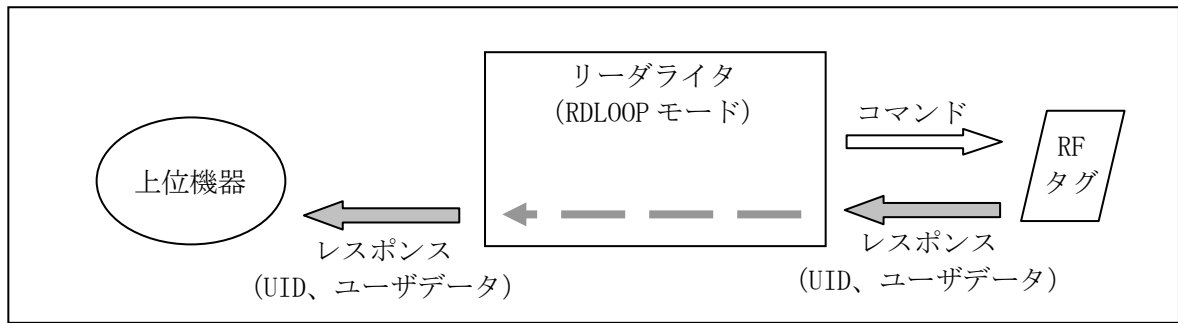 リーダライタ
(RDLOOP モード)
コマンド
RF
タグ
上位機器
レスポンス
(UID、ユーザデータ)
レスポンス
(UID、ユーザデータ)